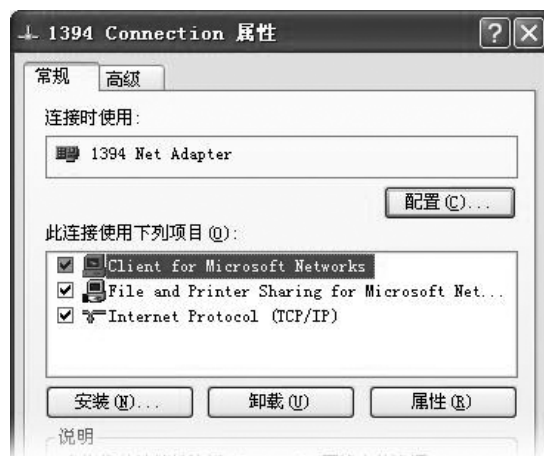 1394 Connection 属性
常规 高级
连接时使用:
1394 Net Adapter
配置(C)...
此连接使用下列项目(O):
Client for Microsoft Networks
File and Printer Sharing for Microsoft Net...
Internet Protocol (TCP/IP)
安装(N)... 卸载(U) 属性(R)
说明